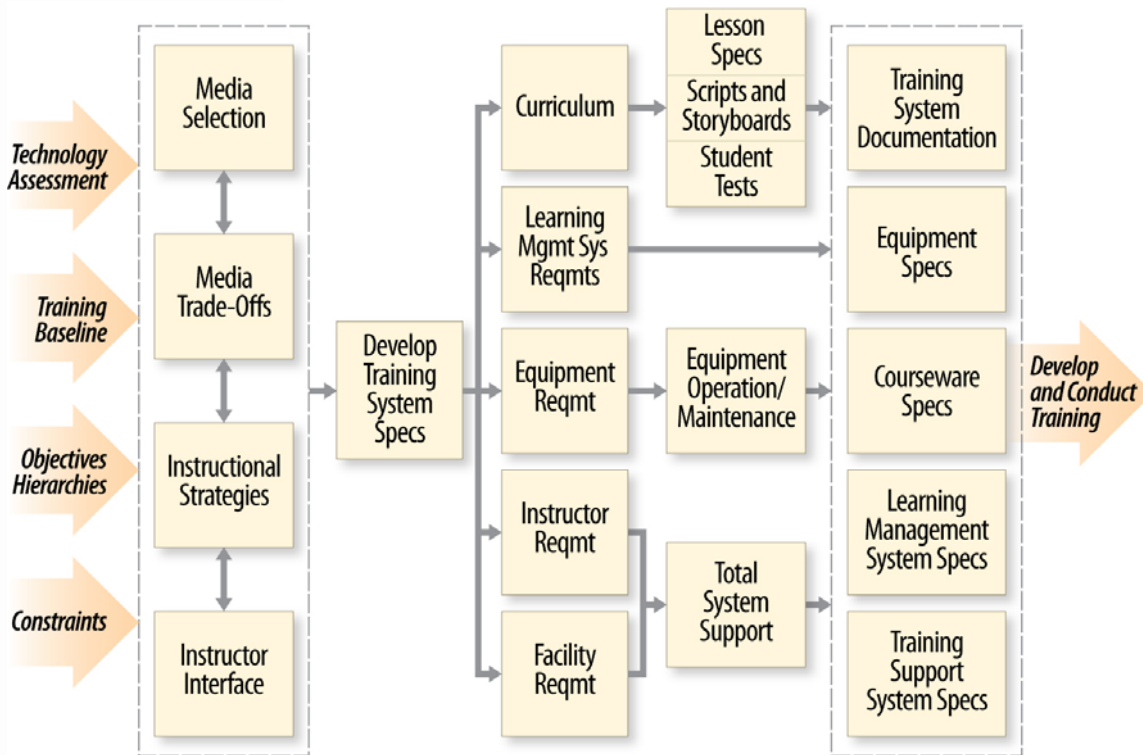 Technology
Assessment
Training
Baseline
Objectives
Hierarchies
Constraints
Media
Selection
Media
Trade-Offs
Instructional
Strategies
Instructor
Interface
Develop
Training
System
Specs
Curriculum
Learning
Mgmt Sys
Reqmts
Equipment
Reqmt
Instructor
Reqmt
Facility
Reqmt
Lesson
Specs
Scripts and
Storyboards
Student
Tests
Equipment
Operation/
Maintenance
Total
System
Support
Training
System
Documentation
Equipment
Specs
Courseware
Specs
Learning
Management
System Specs
Training
Support
System Specs
Develop
and Conduct
Training